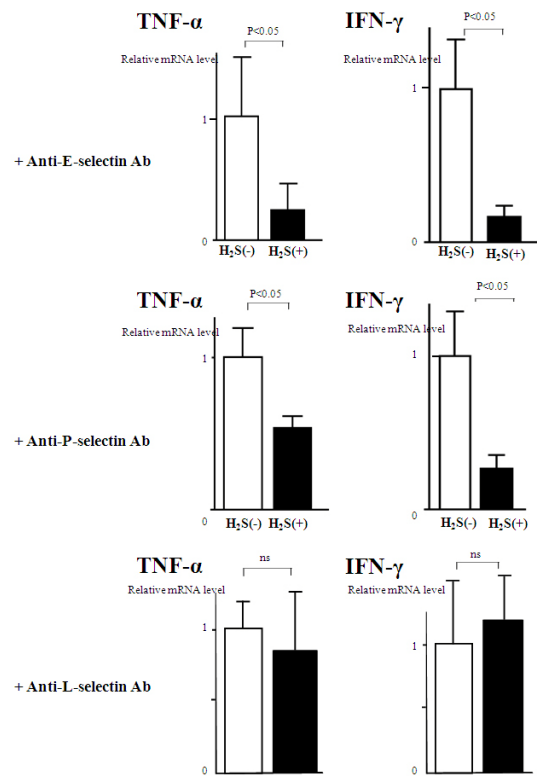 TNF-α
IFN-γ
P<0.05
P<0.05
Relative mRNA level
Relative mRNA level
1
1
+ Anti-E-selectin Ab
0
0
H₂S(-) H₂S(+)
H₂S(-) H₂S(+)
TNF-α
IFN-γ
P<0.05
P<0.05
Relative mRNA level
Relative mRNA level
1
1
+ Anti-P-selectin Ab
0
0
H₂S(-) H₂S(+)
H₂S(-) H₂S(+)
TNF-α
IFN-γ
ns
ns
Relative mRNA level
Relative mRNA level
1
1
+ Anti-L-selectin Ab
0
0